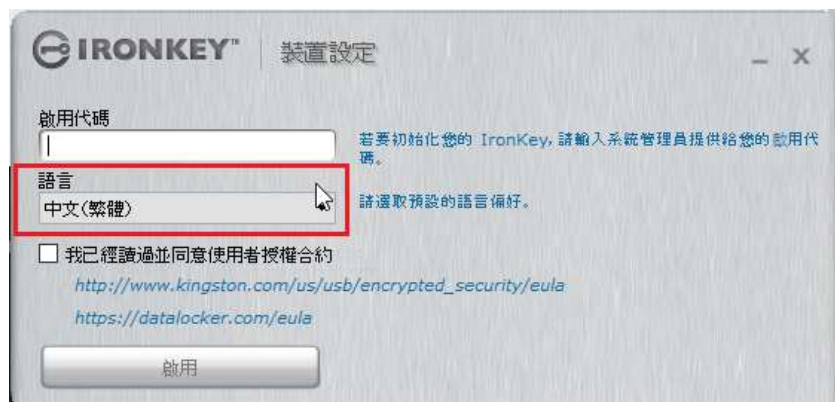 IRONKEY™ 裝置設定
啟用代碼
若要初始化您的 IronKey, 請輸入系統管理員提供給您的啟用代
碼。
語言
中文(繁體)
請選取預設的語言偏好。
我已經讀過並同意使用者授權合約
http://www.kingston.com/us/usb/encrypted_security/eula
https://datalocker.com/eula
啟用